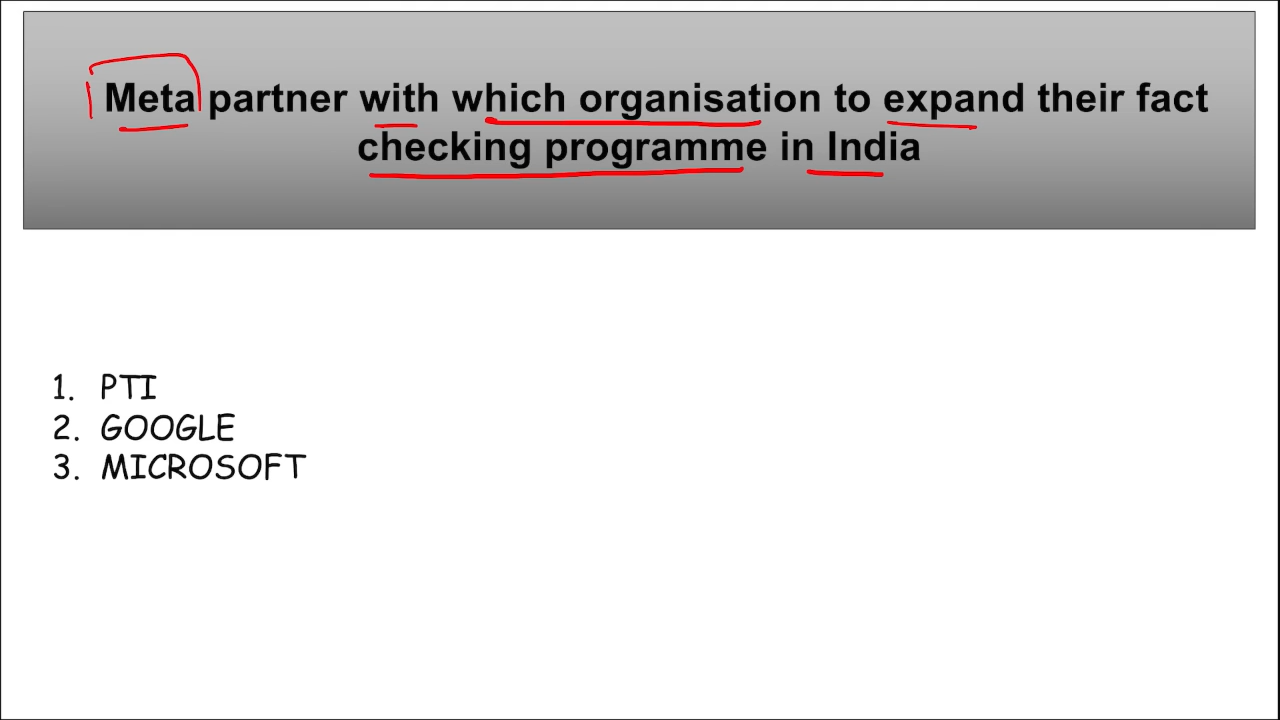 Meta partner with which organisation to expand their fact
checking programme in India
1. PTI
2. GOOGLE
3. MICROSOFT